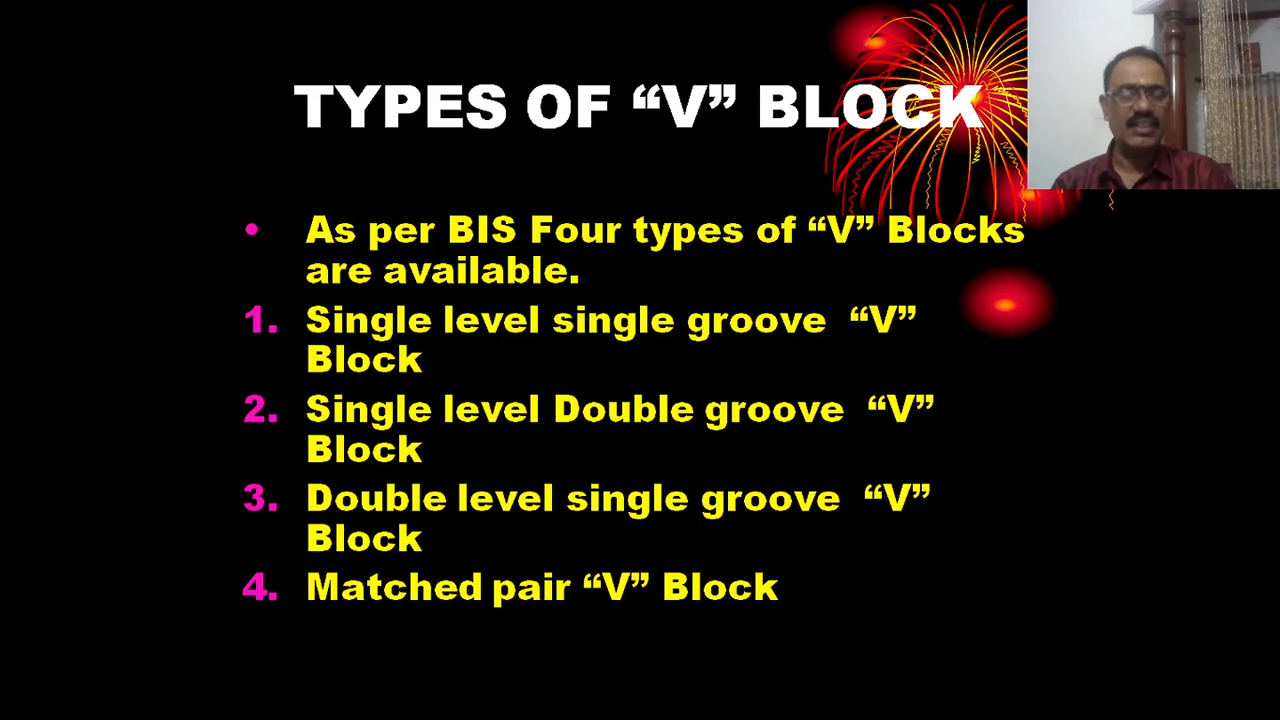 TYPES OF “V” BLOCK
• As per BIS Four types of “V” Blocks
are available.
1. Single level single groove “V”
Block
2. Single level Double groove “V”
Block
3. Double level single groove “V”
Block
4. Matched pair “V” Block